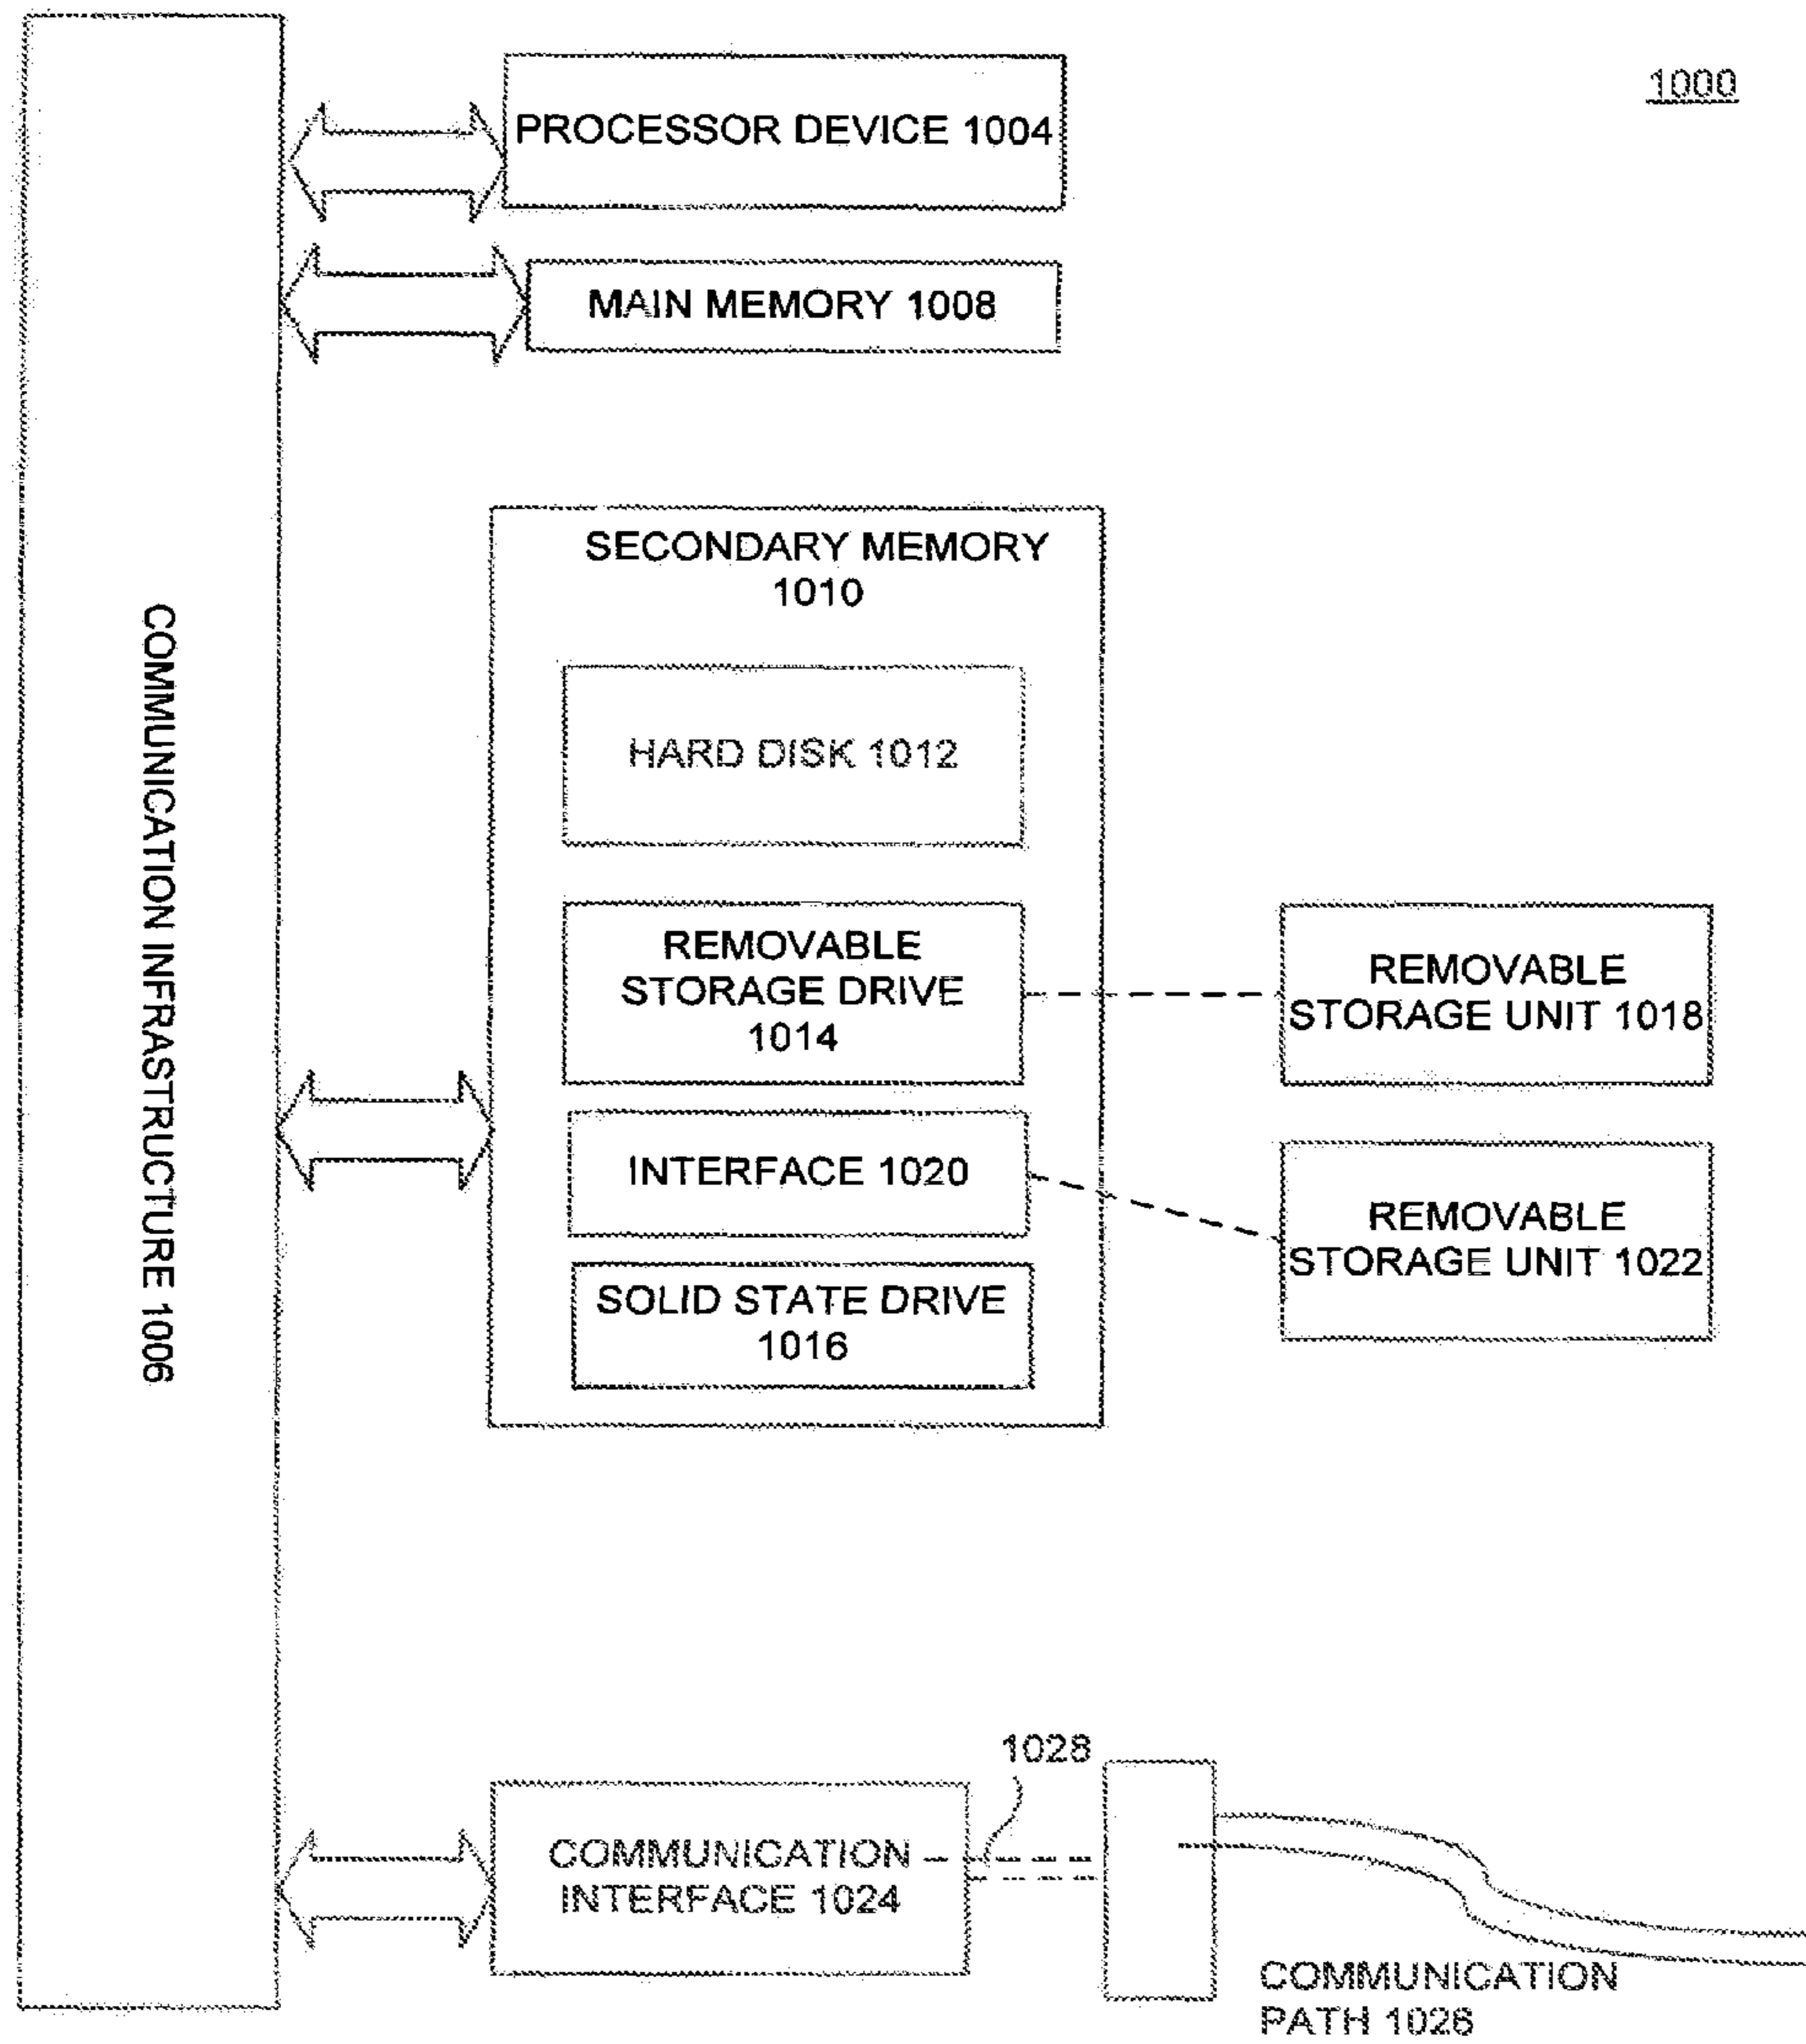 1000
PROCESSOR DEVICE 1004
MAIN MEMORY 1008
COMMUNICATION INFRASTRUCTURE 1006
SECONDARY MEMORY
1010
HARD DISK 1012
REMOVABLE
STORAGE DRIVE
1014
REMOVABLE
STORAGE UNIT 1018
INTERFACE 1020
REMOVABLE
STORAGE UNIT 1022
SOLID STATE DRIVE
1016
1028
COMMUNICATION
INTERFACE 1024
COMMUNICATION
PATH 1026